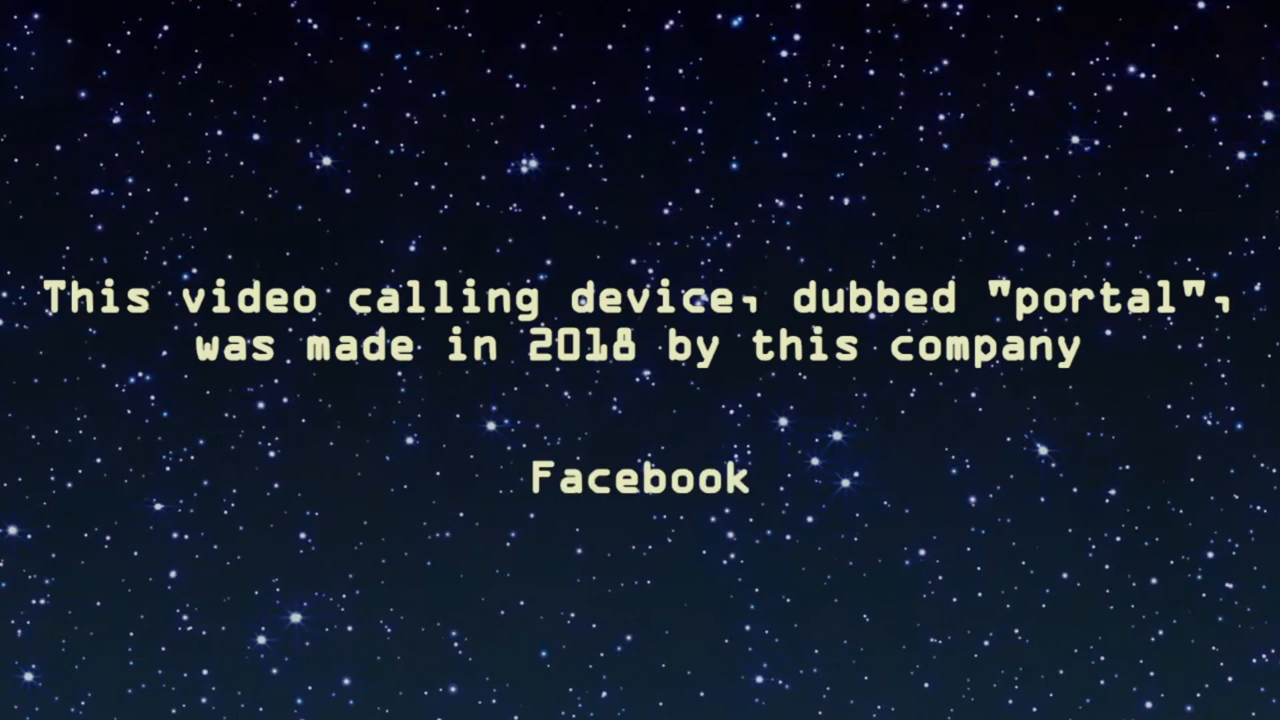 This video calling device, dubbed "portal",
was made in 2018 by this company
Facebook